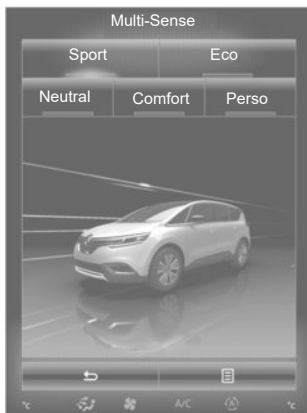 Multi-Sense
Sport Eco
Neutral Comfort Perso
°C A/C °C